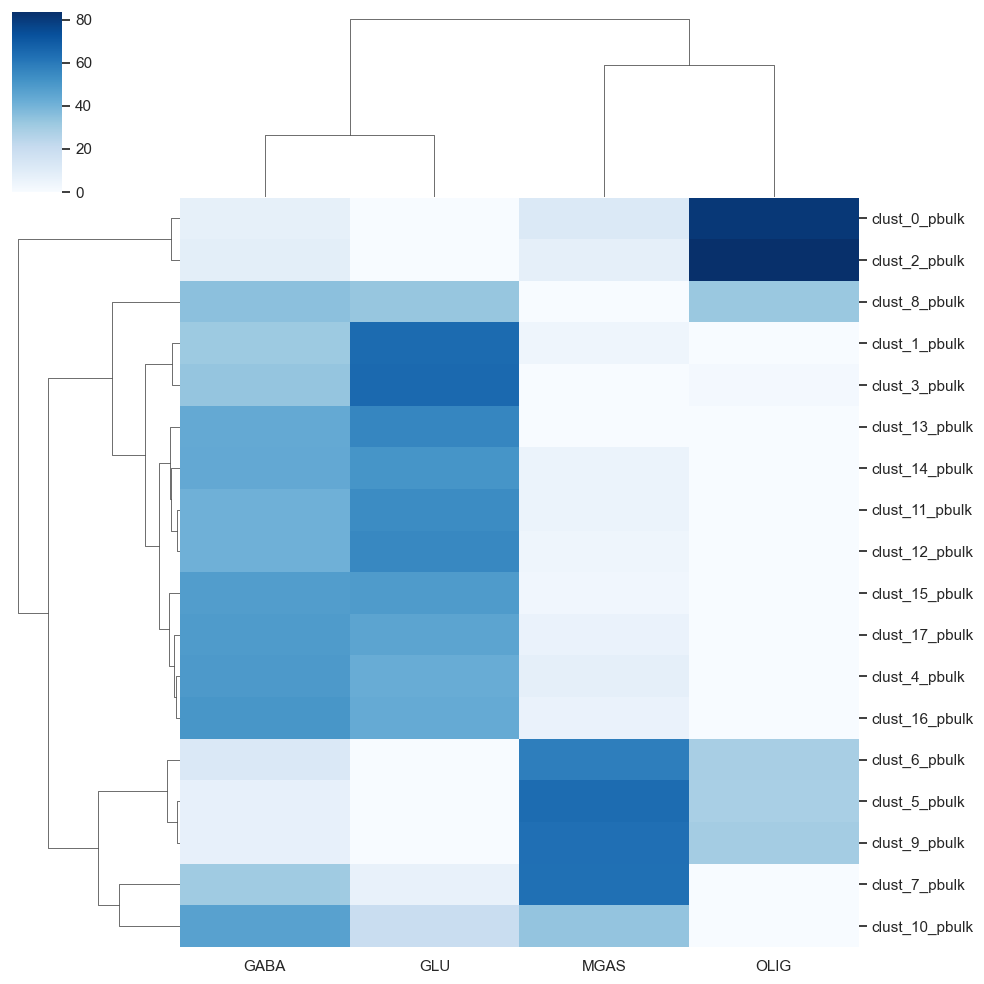 80
60
40
20
0
clust_0_pbulk
clust_2_pbulk
clust_8_pbulk
clust_1_pbulk
clust_3_pbulk
clust_13_pbulk
clust_14_pbulk
clust_11_pbulk
clust_12_pbulk
clust_15_pbulk
clust_17_pbulk
clust_4_pbulk
clust_16_pbulk
clust_6_pbulk
clust_5_pbulk
clust_9_pbulk
clust_7_pbulk
clust_10_pbulk
GABA GLU MGAS OLIG